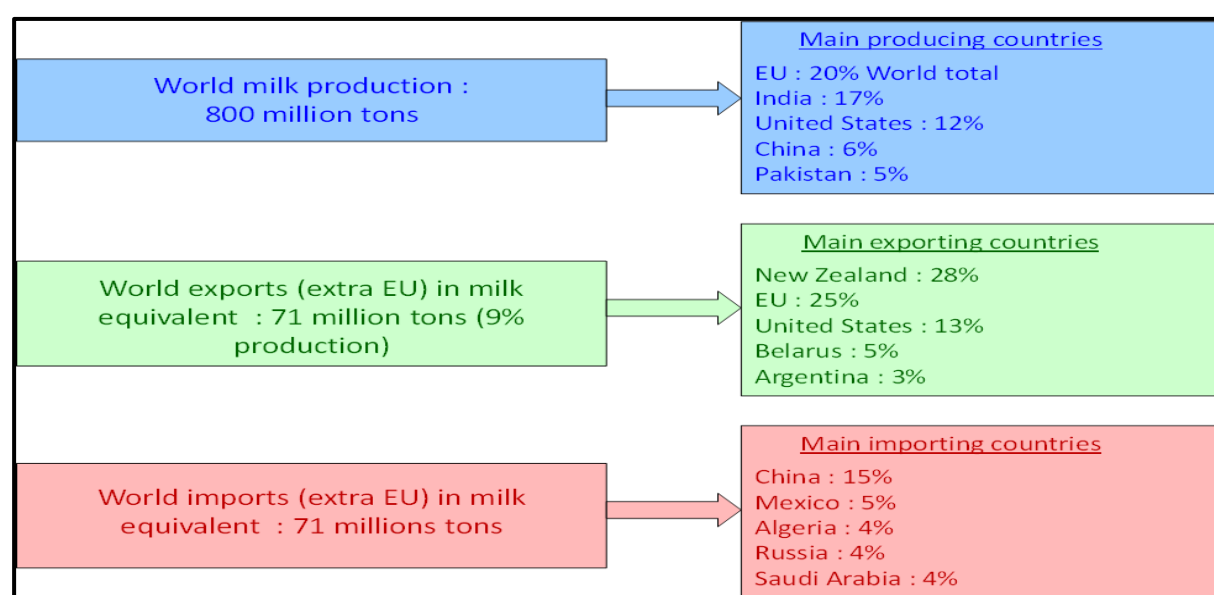 World milk production :
800 million tons
Main producing countries
EU : 20% World total
India : 17%
United States : 12%
China : 6%
Pakistan : 5%
World exports (extra EU) in milk
equivalent  : 71 million tons (9%
production)
Main exporting countries
New Zealand : 28%
EU : 25%
United States : 13%
Belarus : 5%
Argentina : 3%
World imports (extra EU) in milk
equivalent  : 71 millions tons
Main importing countries
China : 15%
Mexico : 5%
Algeria : 4%
Russia : 4%
Saudi Arabia : 4%